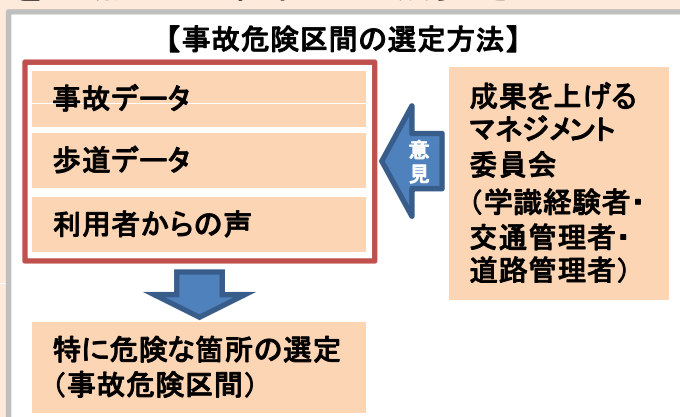 【事故危険区間の選定方法】
事故データ
歩道データ
利用者からの声
意見
成果を上げる
マネジメント
委員会
（学識経験者・
交通管理者・
道路管理者）
特に危険な箇所の選定
（事故危険区間）